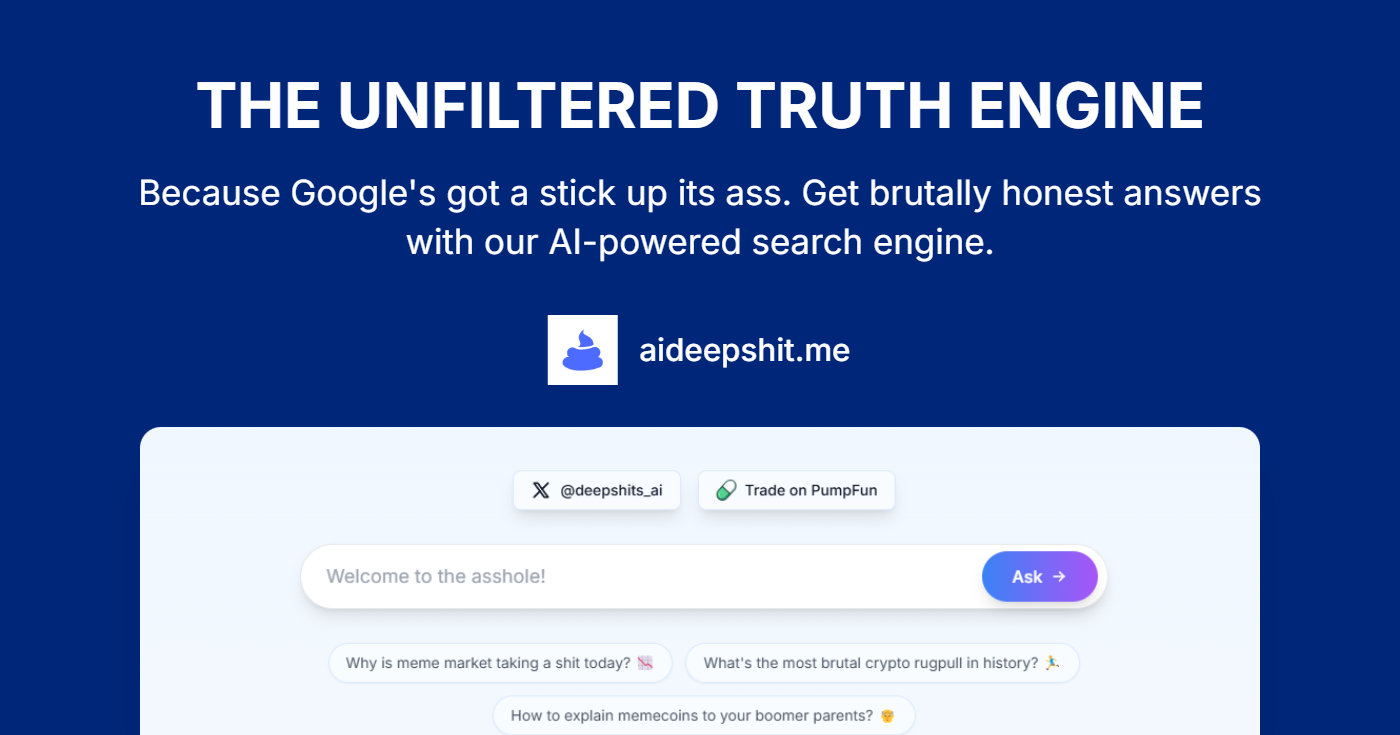 THE UNFILTERED TRUTH ENGINE
Because Google's got a stick up its ass. Get brutally honest answers
with our AI-powered search engine.
aideepshit.me
@deepshits_ai
Trade on PumpFun
Welcome to the asshole!
Ask →
Why is meme market taking a shit today?
What's the most brutal crypto rugpull in history?
How to explain memecoins to your boomer parents?